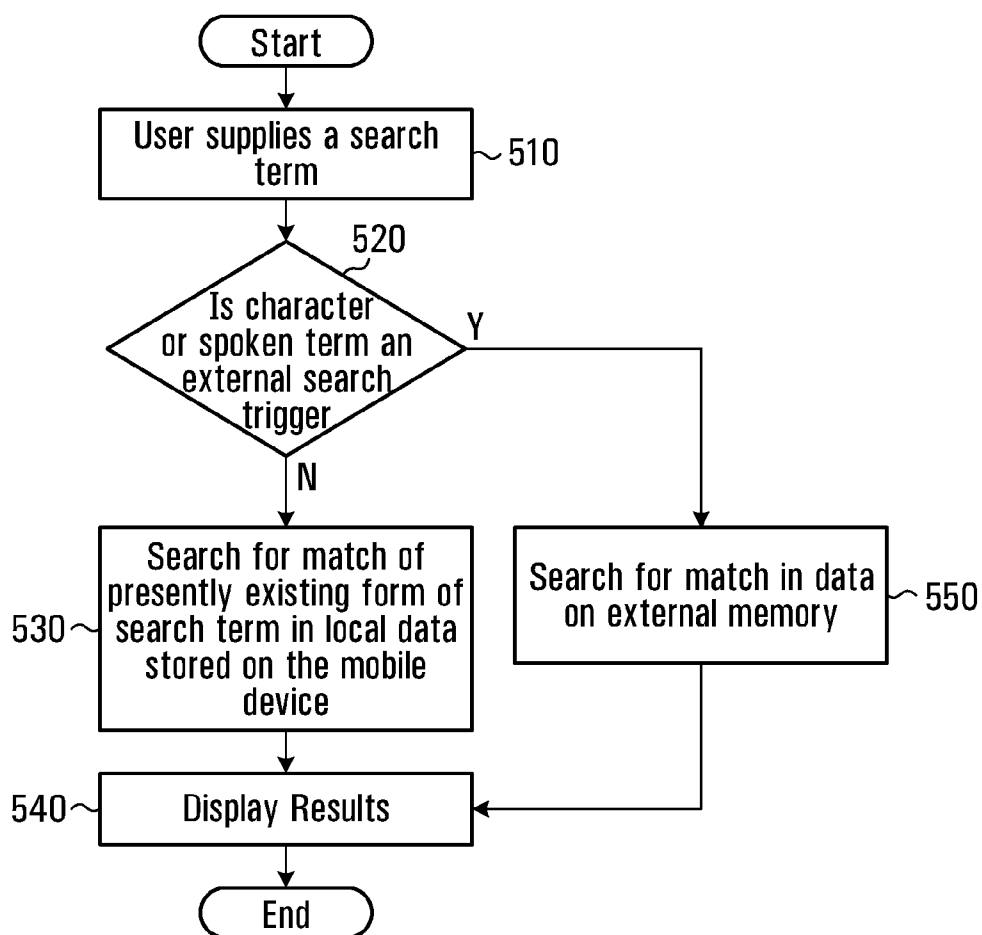 Start
User supplies a search
term
510
520
Is character
or spoken term an
external search
trigger
Y
N
Search for match of
presently existing form of
search term in local data
stored on the mobile
device
530
Search for match in data
on external memory
550
540
Display Results
End